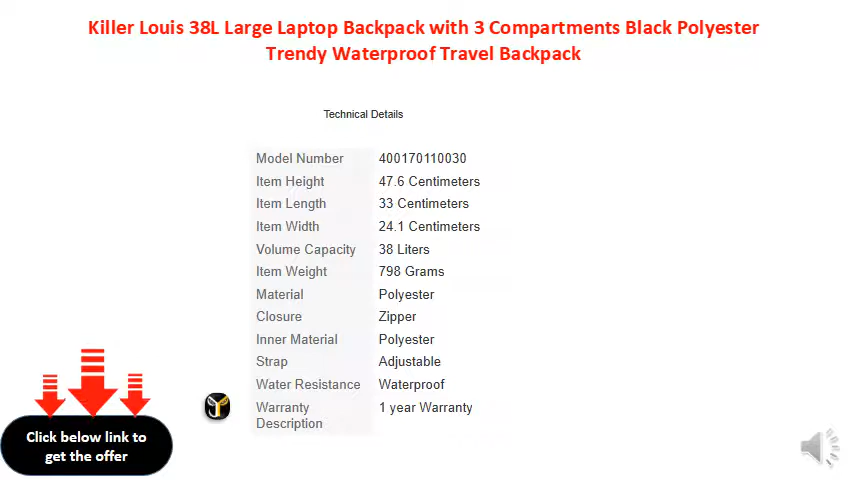 Killer Louis 38L Large Laptop Backpack with 3 Compartments Black Polyester
Trendy Waterproof Travel Backpack
Technical Details
Model Number 400170110030
Item Height 47.6 Centimeters
Item Length 33 Centimeters
Item Width 24.1 Centimeters
Volume Capacity 38 Liters
Item Weight 798 Grams
Material Polyester
Closure Zipper
Inner Material Polyester
Strap Adjustable
Water Resistance Waterproof
Warranty 1 year Warranty
Description
Click below link to
get the offer